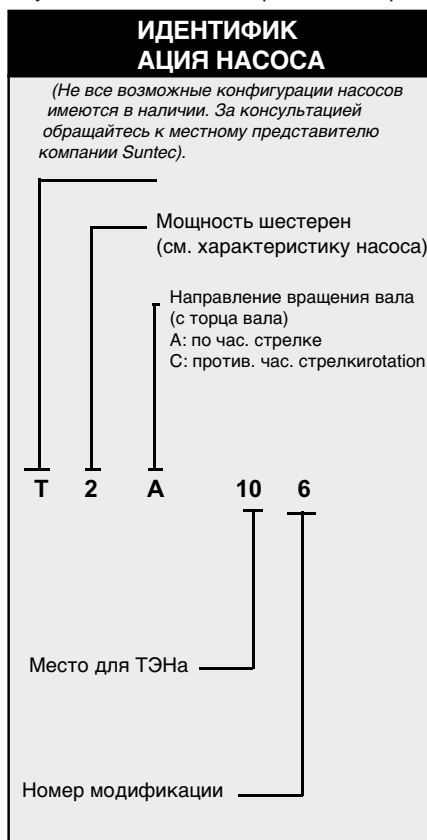 ИДЕНТИФИК
АЦИЯ НАСОСА
(Не все возможные конфигурации насосов
имеются в наличии. За консультацией
обращайтесь к местному представителю
компании Suntec).
Мощность шестерен
(см. характеристику насоса)
Направление вращения вала
(с торца вала)
A: по час. стрелке
C: против. час. стрелкиrotation
T 2 A 10 6
Место для ТЭНа
Номер модификации